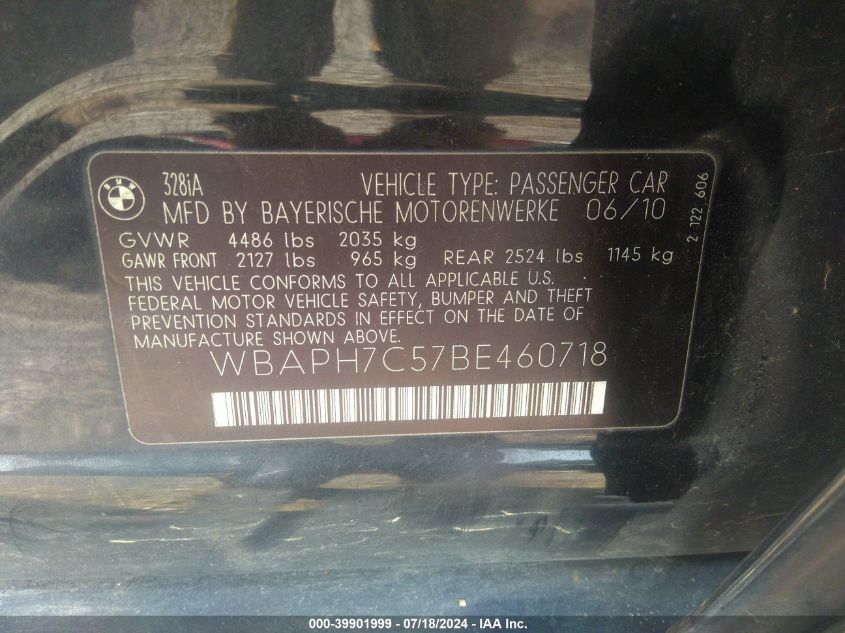 BMW
328iA VEHICLE TYPE: PASSENGER CAR
MFD BY BAYERISCHE MOTORENWERKE 06/10
GVWR 4486 lbs 2035 kg
GAWR FRONT 2127 lbs 965 kg REAR 2524 lbs 1145 kg
THIS VEHICLE CONFORMS TO ALL APPLICABLE U.S.
FEDERAL MOTOR VEHICLE SAFETY, BUMPER AND THEFT
PREVENTION STANDARDS IN EFFECT ON THE DATE OF
MANUFACTURE SHOWN ABOVE.
WBAPH7C57BE460718
2 122 606
000-39901999 - 07/18/2024 - IAA Inc.